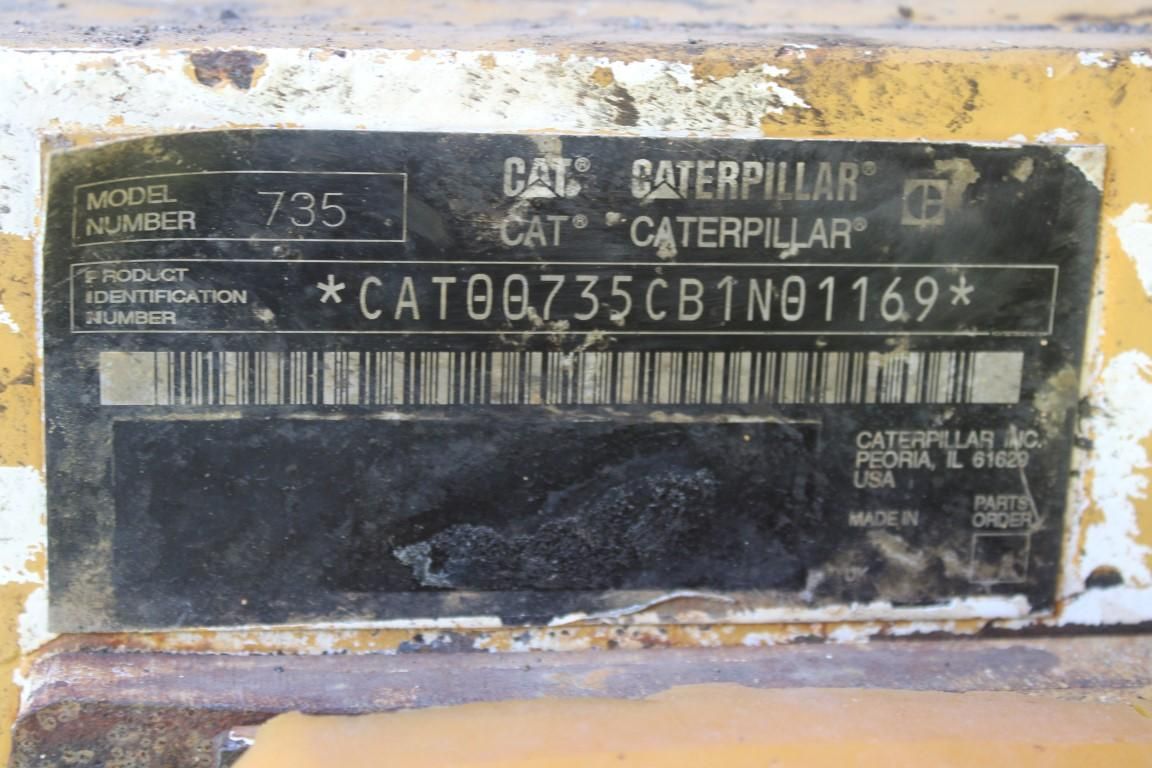 MODEL NUMBER 735
CAT® CATERPILLAR®
CAT® CATERPILLAR®
PRODUCT IDENTIFICATION NUMBER *CAT00735CB1N01169*
CATERPILLAR INC.
PEORIA, IL 61629
USA
MADE IN
PARTS
ORDER